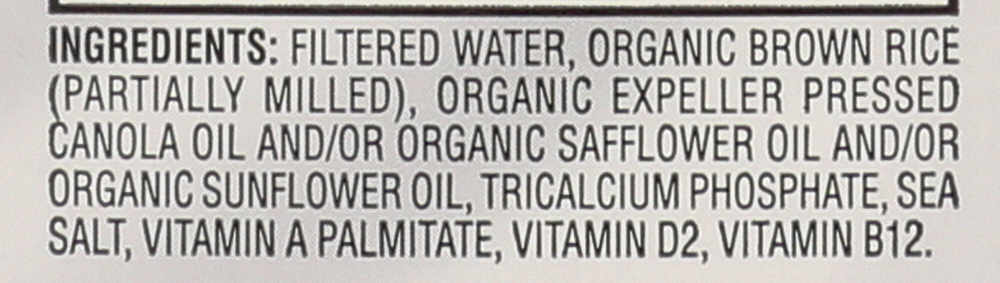 INGREDIENTS: FILTERED WATER, ORGANIC BROWN RICE
(PARTIALLY MILLED), ORGANIC EXPELLER PRESSED
CANOLA OIL AND/OR ORGANIC SAFFLOWER OIL AND/OR
ORGANIC SUNFLOWER OIL, TRICALCIUM PHOSPHATE, SEA
SALT, VITAMIN A PALMITATE, VITAMIN D2, VITAMIN B12.